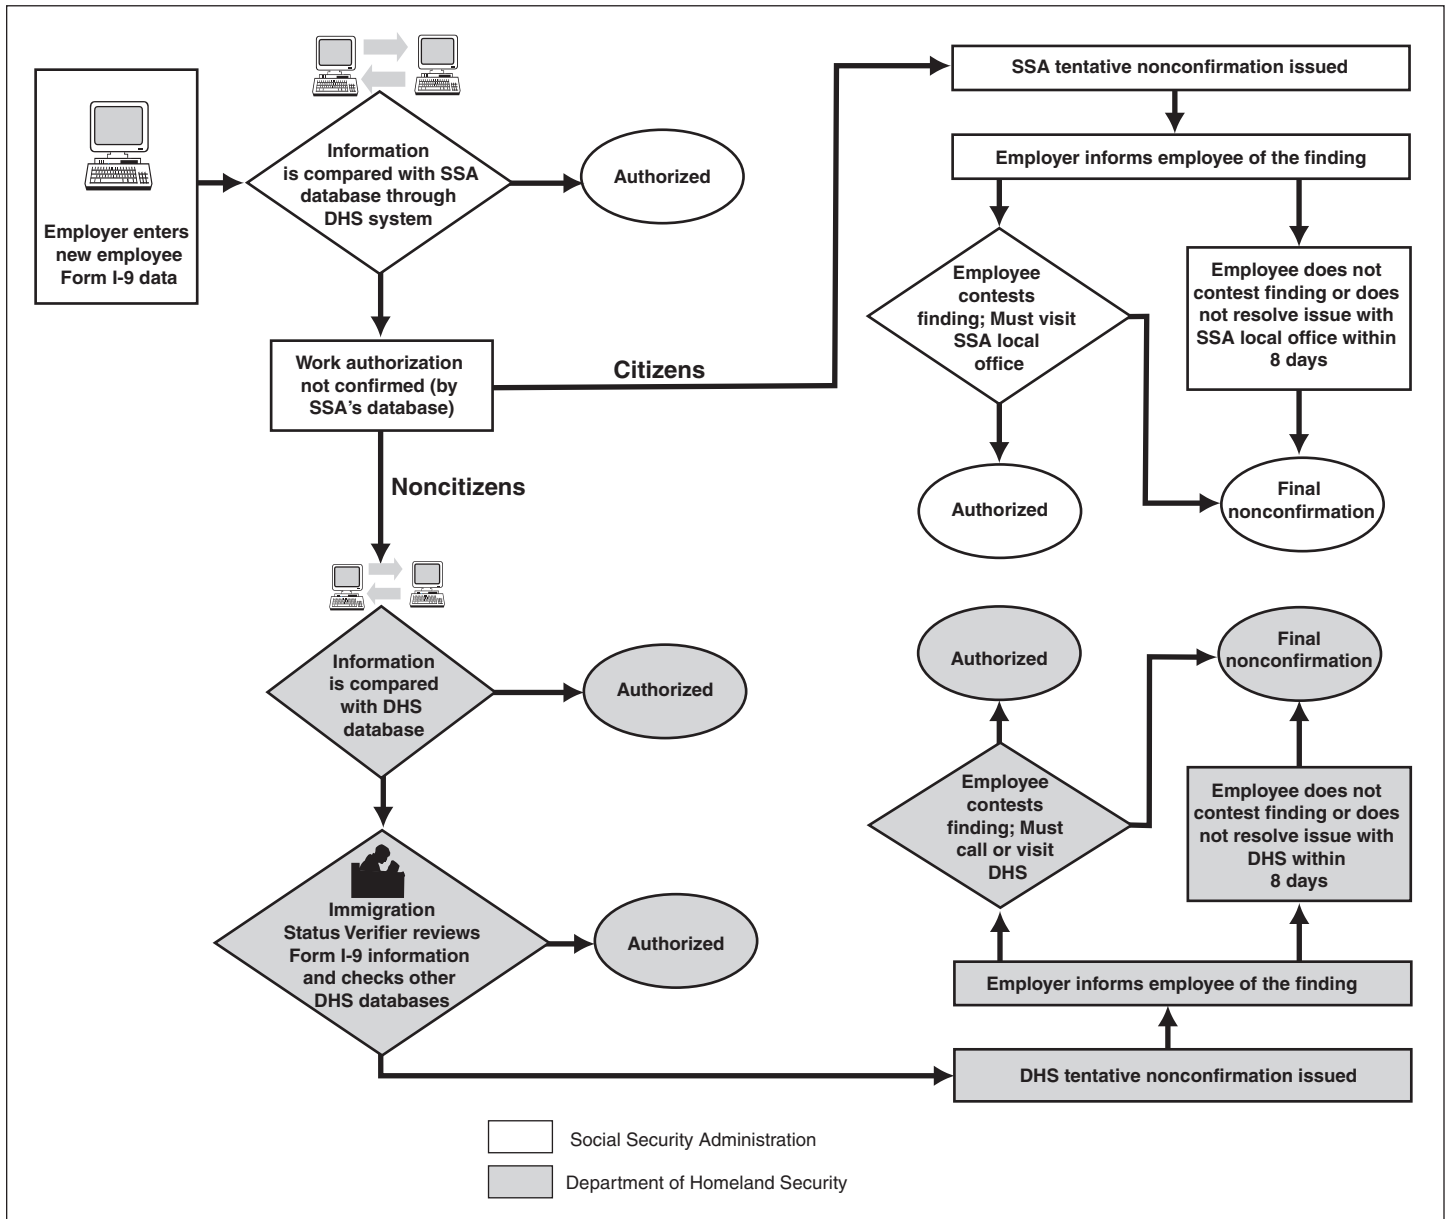 Employer enters
new employee
Form I-9 data
Information
is compared with SSA
database through
DHS system
Authorized
Work authorization
not confirmed (by
SSA’s database)
Citizens
Noncitizens
Information
is compared
with DHS
database
Authorized
Immigration
Status Verifier reviews
Form I-9 information
and checks other
DHS databases
Authorized
SSA tentative nonconfirmation issued
Employer informs employee of the finding
Employee
contests
finding; Must visit
SSA local
office
Employee does not
contest finding or does
not resolve issue with
SSA local office within
8 days
Authorized
Final
nonconfirmation
Authorized
Final
nonconfirmation
Employee
contests
finding; Must
call or visit
DHS
Employee does not
contest finding or does
not resolve issue with
DHS within
8 days
Employer informs employee of the finding
DHS tentative nonconfirmation issued
Social Security Administration
Department of Homeland Security